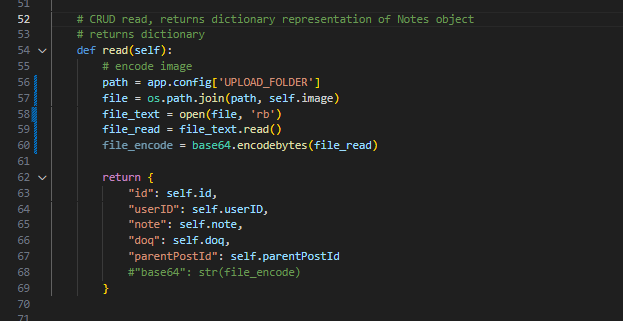 51
52 # CRUD read, returns dictionary representation of Notes object
53 # returns dictionary
54 def read(self):
55 # encode image
56 path = app.config['UPLOAD_FOLDER']
57 file = os.path.join(path, self.image)
58 file_text = open(file, 'rb')
59 file_read = file_text.read()
60 file_encode = base64.encodebytes(file_read)
61
62 return {
63 "id": self.id,
64 "userID": self.userID,
65 "note": self.note,
66 "doq": self.doq,
67 "parentPostId": self.parentPostId
68 #"base64": str(file_encode)
69 }
70
71